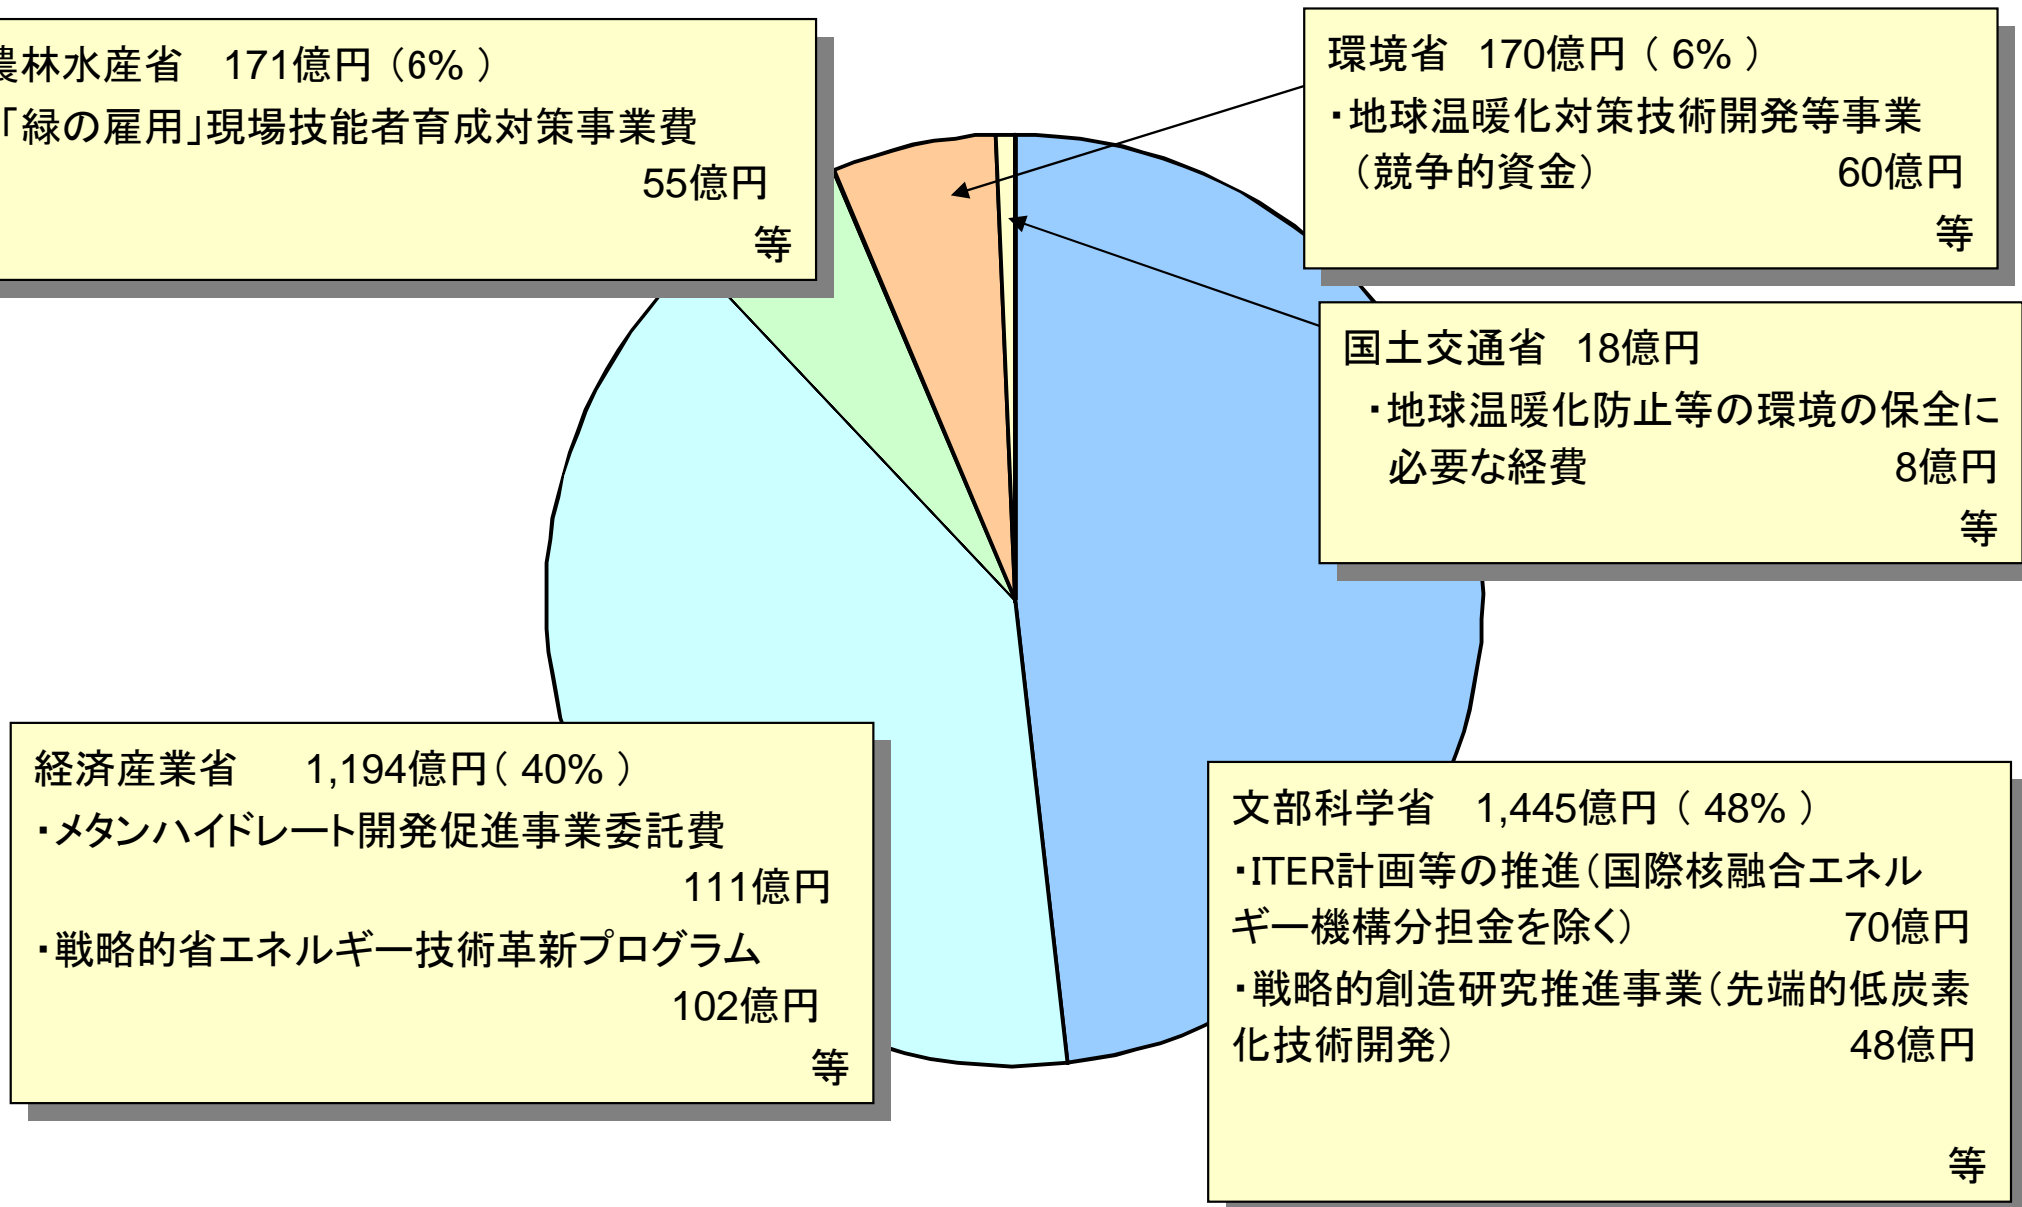 農林水産省　171億円（6% ）
「緑の雇用」現場技能者育成対策事業費
55億円
等
環境省　170億円（ 6% ）
・地球温暖化対策技術開発等事業
（競争的資金）　60億円
等
国土交通省　18億円
・地球温暖化防止等の環境の保全に
必要な経費　8億円
等
経済産業省　1,194億円（ 40% ）
・メタンハイドレート開発促進事業委託費
111億円
・戦略的省エネルギー技術革新プログラム
102億円
等
文部科学省　1,445億円（ 48% ）
・ITER計画等の推進（国際核融合エネル
ギー機構分担金を除く）　70億円
・戦略的創造研究推進事業（先端的低炭素
化技術開発）　48億円
等